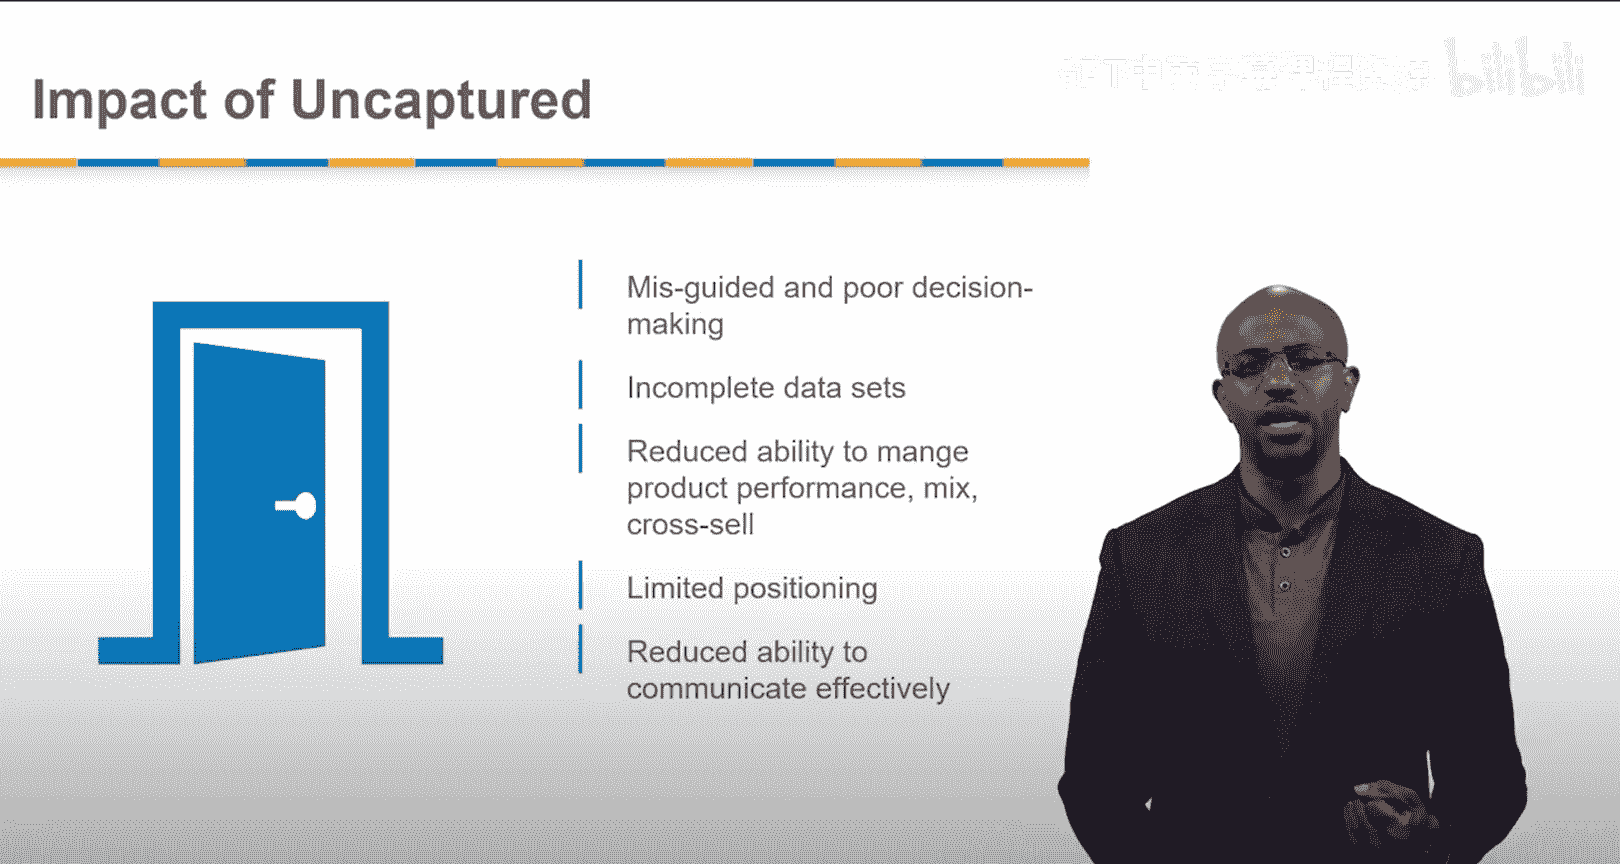 Impact of Uncaptured
bilibili
Mis-guided and poor decision-
making
Incomplete data sets
Reduced ability to mange
product performance, mix,
cross-sell
Limited positioning
Reduced ability to
communicate effectively